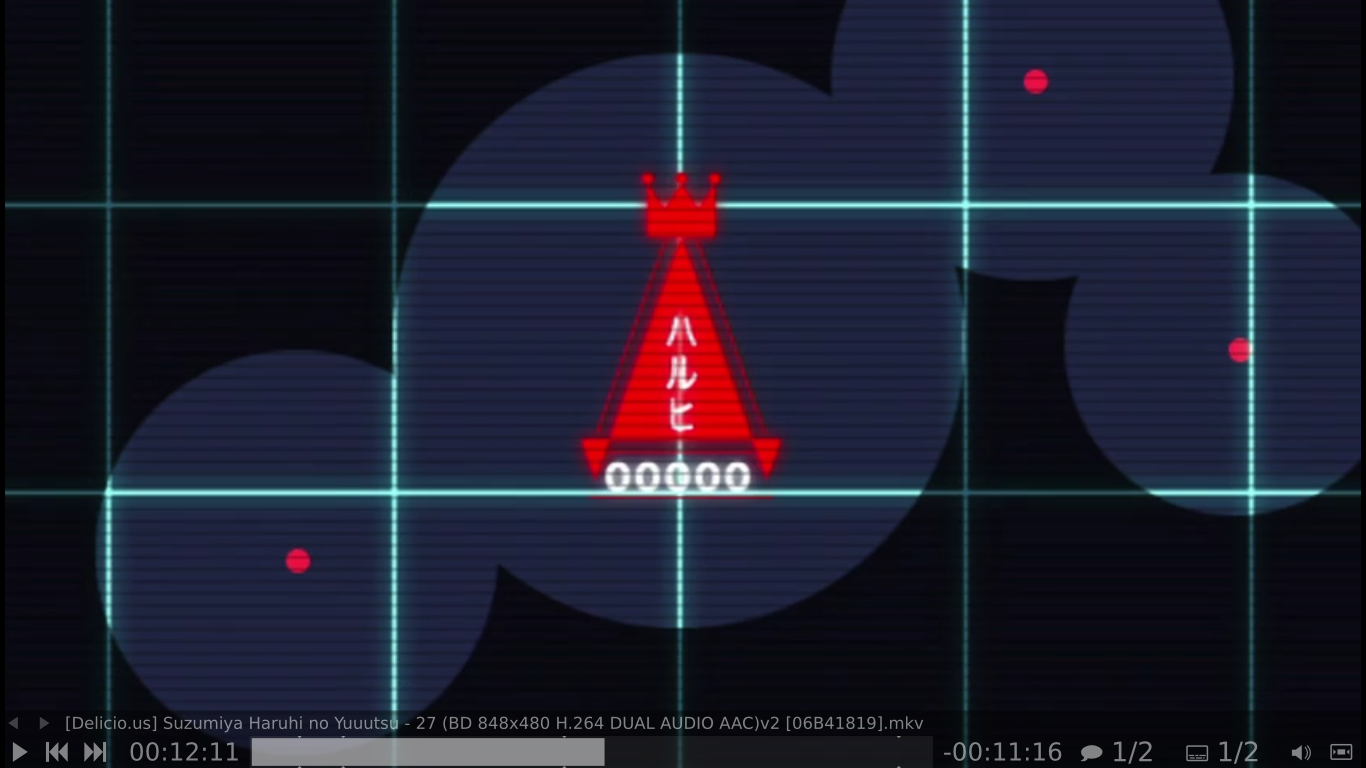 ハルヒ
00000
[Delicio.us] Suzumiya Haruhi no Yuuutsu - 27 (BD 848x480 H.264 DUAL AUDIO AAC)v2 [06B41819].mkv
00:12:11 -00:11:16 1/2 1/2